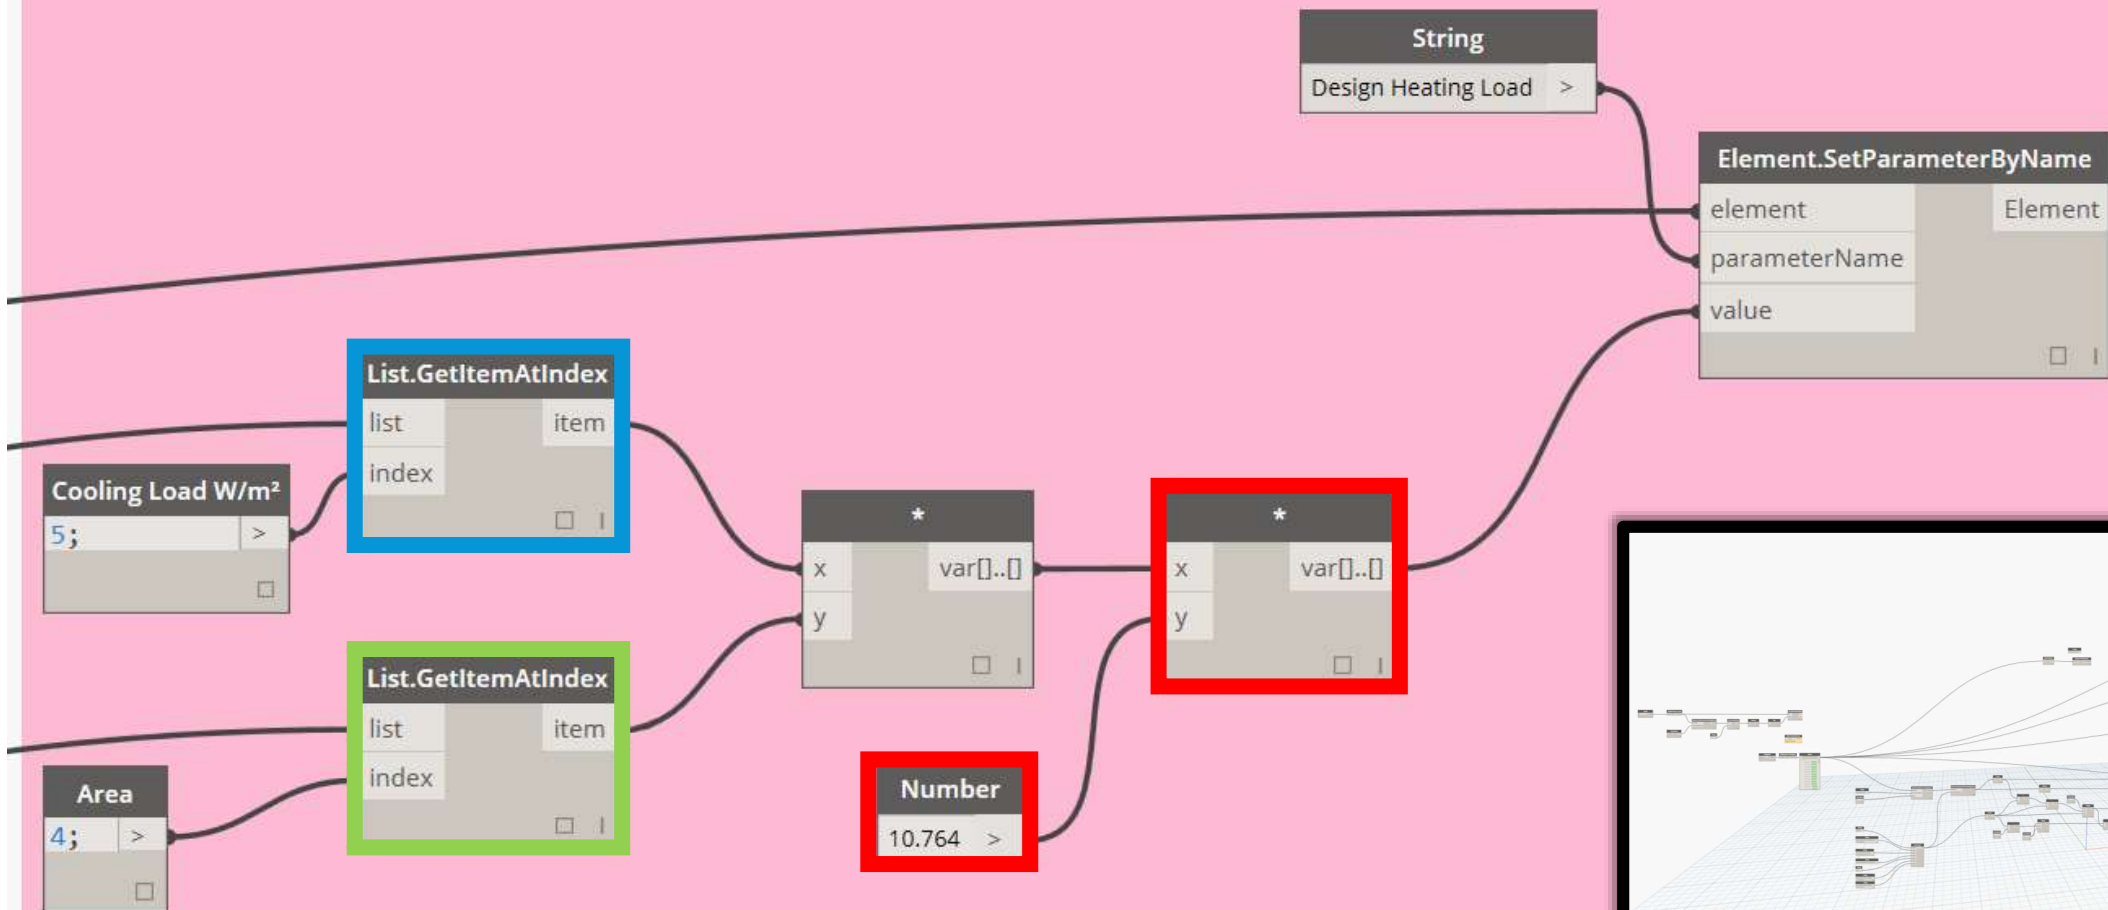 String
Design Heating Load >
Element.SetParameterByName
element Element
parameterName
value
List.GetItemAtIndex
list item
index
Cooling Load W/m²
5; >
*
x var[]..[]
y
*
x var[]..[]
y
List.GetItemAtIndex
list item
index
Area
4; >
Number
10.764 >